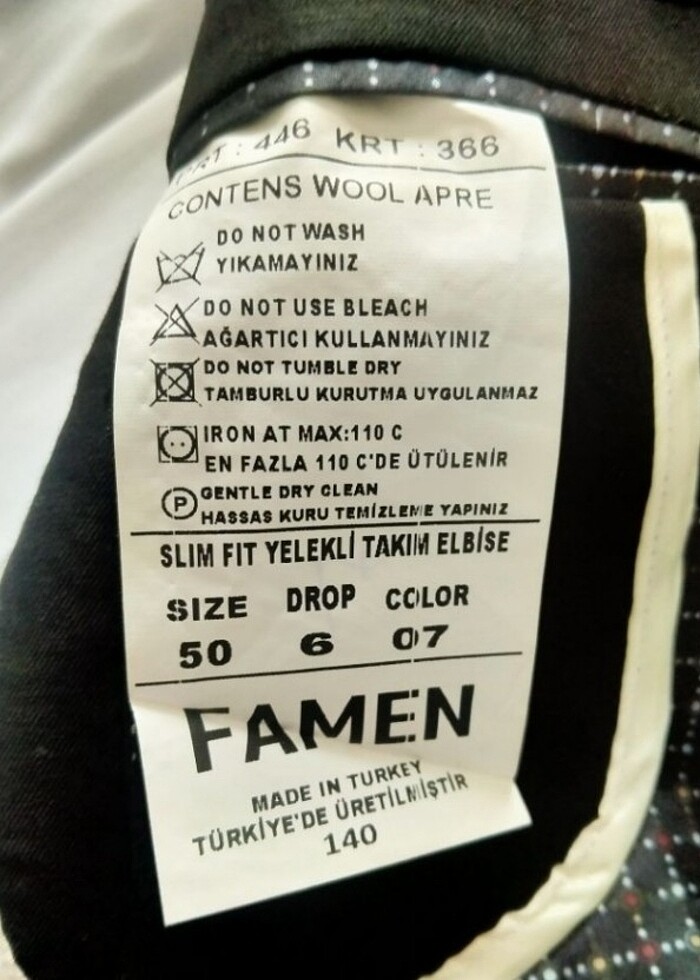 PRT : 446 KRT : 366
CONTENS WOOL APRE
DO NOT WASH
YIKAMAYINIZ
DO NOT USE BLEACH
AĞARTICI KULLANMAYINIZ
DO NOT TUMBLE DRY
TAMBURLU KURUTMA UYGULANMAZ
IRON AT MAX:110 C
EN FAZLA 110 C'DE ÜTÜLENİR
P
GENTLE DRY CLEAN
HASSAS KURU TEMİZLEME YAPINIZ
SLIM FIT YELEKLİ TAKIM ELBİSE
SIZE DROP COLOR
50 6 07
FAMEN
MADE IN TURKEY
TÜRKİYE'DE ÜRETİLMİŞTİR
140